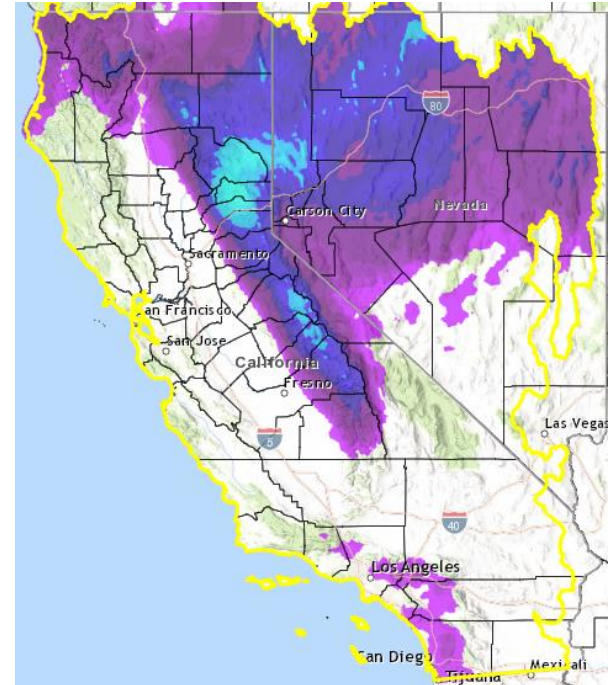 80
Nevada
Carson City
Sacramento
an Francisco
San Jose
California
Fresno
5
Las Vegas
40
Los Angeles
San Diego
Tijuana
Mexicali